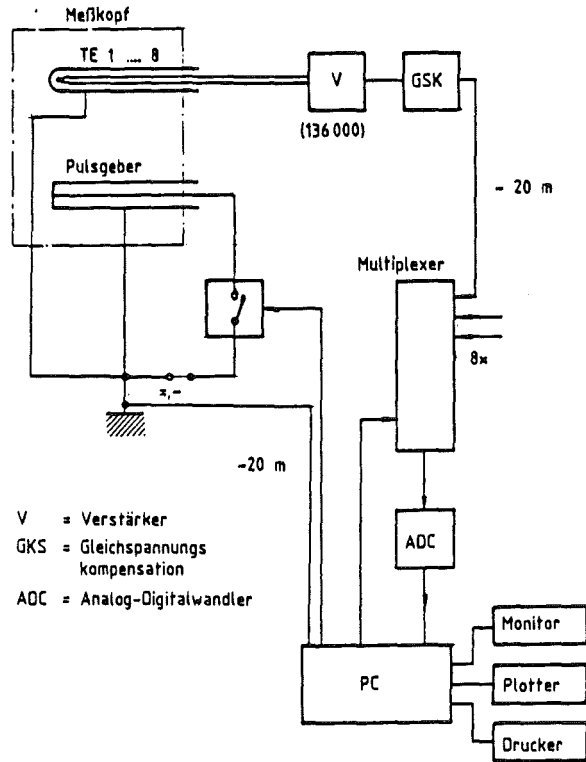 Meßkopf
TE 1 .... 8
V
GSK
(136 000)
Pulsgeber
~ 20 m
Multiplexer
8×
=,~
~20 m
V = Verstärker
GKS = Gleichspannungs
kompensation
ADC = Analog-Digitalwandler
ADC
PC
Monitor
Plotter
Drucker